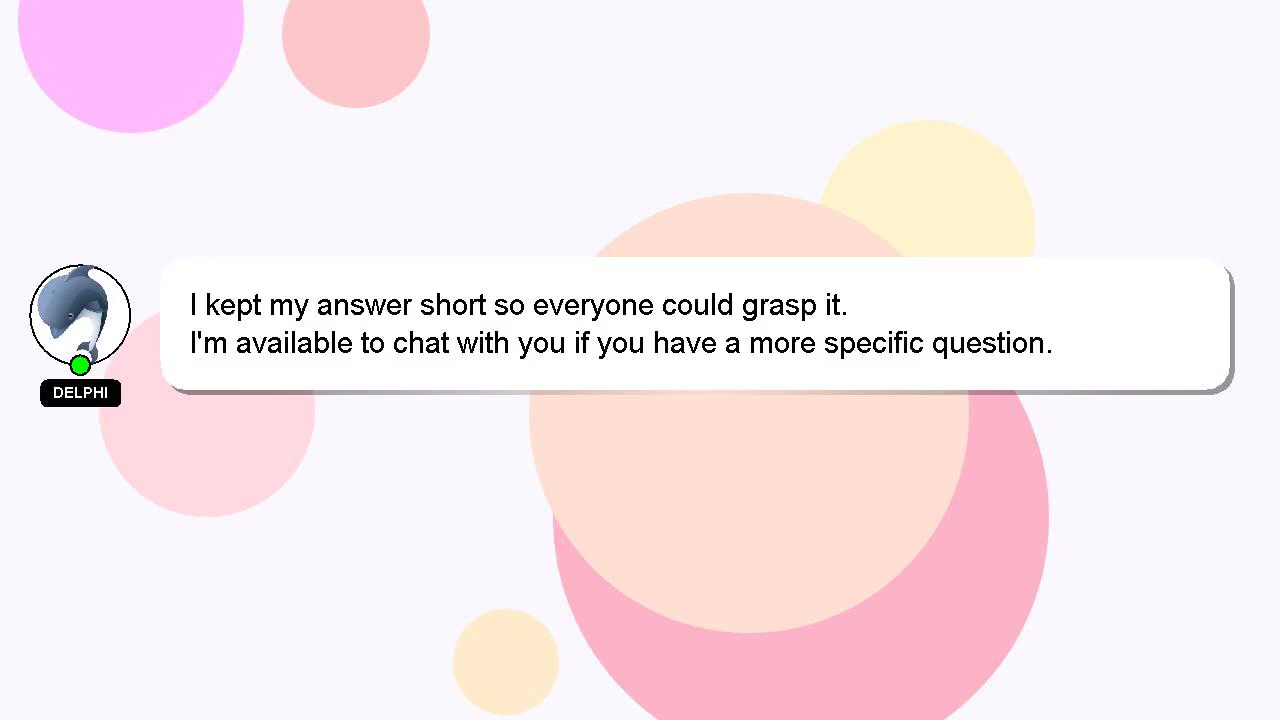 I kept my answer short so everyone could grasp it.
I'm available to chat with you if you have a more specific question.
DELPHI